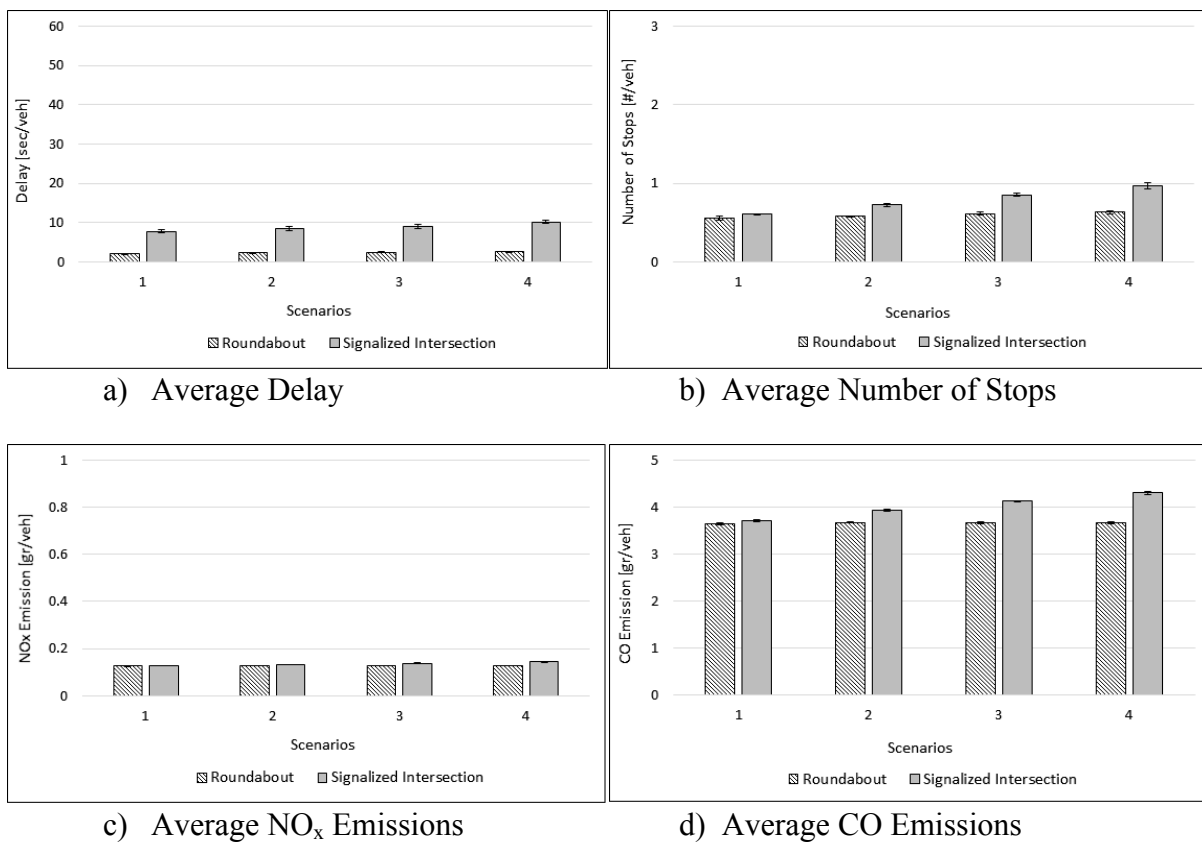 60
50
40
30
20
10
0
Delay [sec/veh]
1 2 3 4
Scenarios
Roundabout Signalized Intersection
a) Average Delay
3
2
1
0
Number of Stops [#/veh]
1 2 3 4
Scenarios
Roundabout Signalized Intersection
b) Average Number of Stops
1
0.8
0.6
0.4
0.2
0
NOx Emission [gr/veh]
1 2 3 4
Scenarios
Roundabout Signalized Intersection
c) Average NOx Emissions
5
4
3
2
1
0
CO Emission [gr/veh]
1 2 3 4
Scenarios
Roundabout Signalized Intersection
d) Average CO Emissions